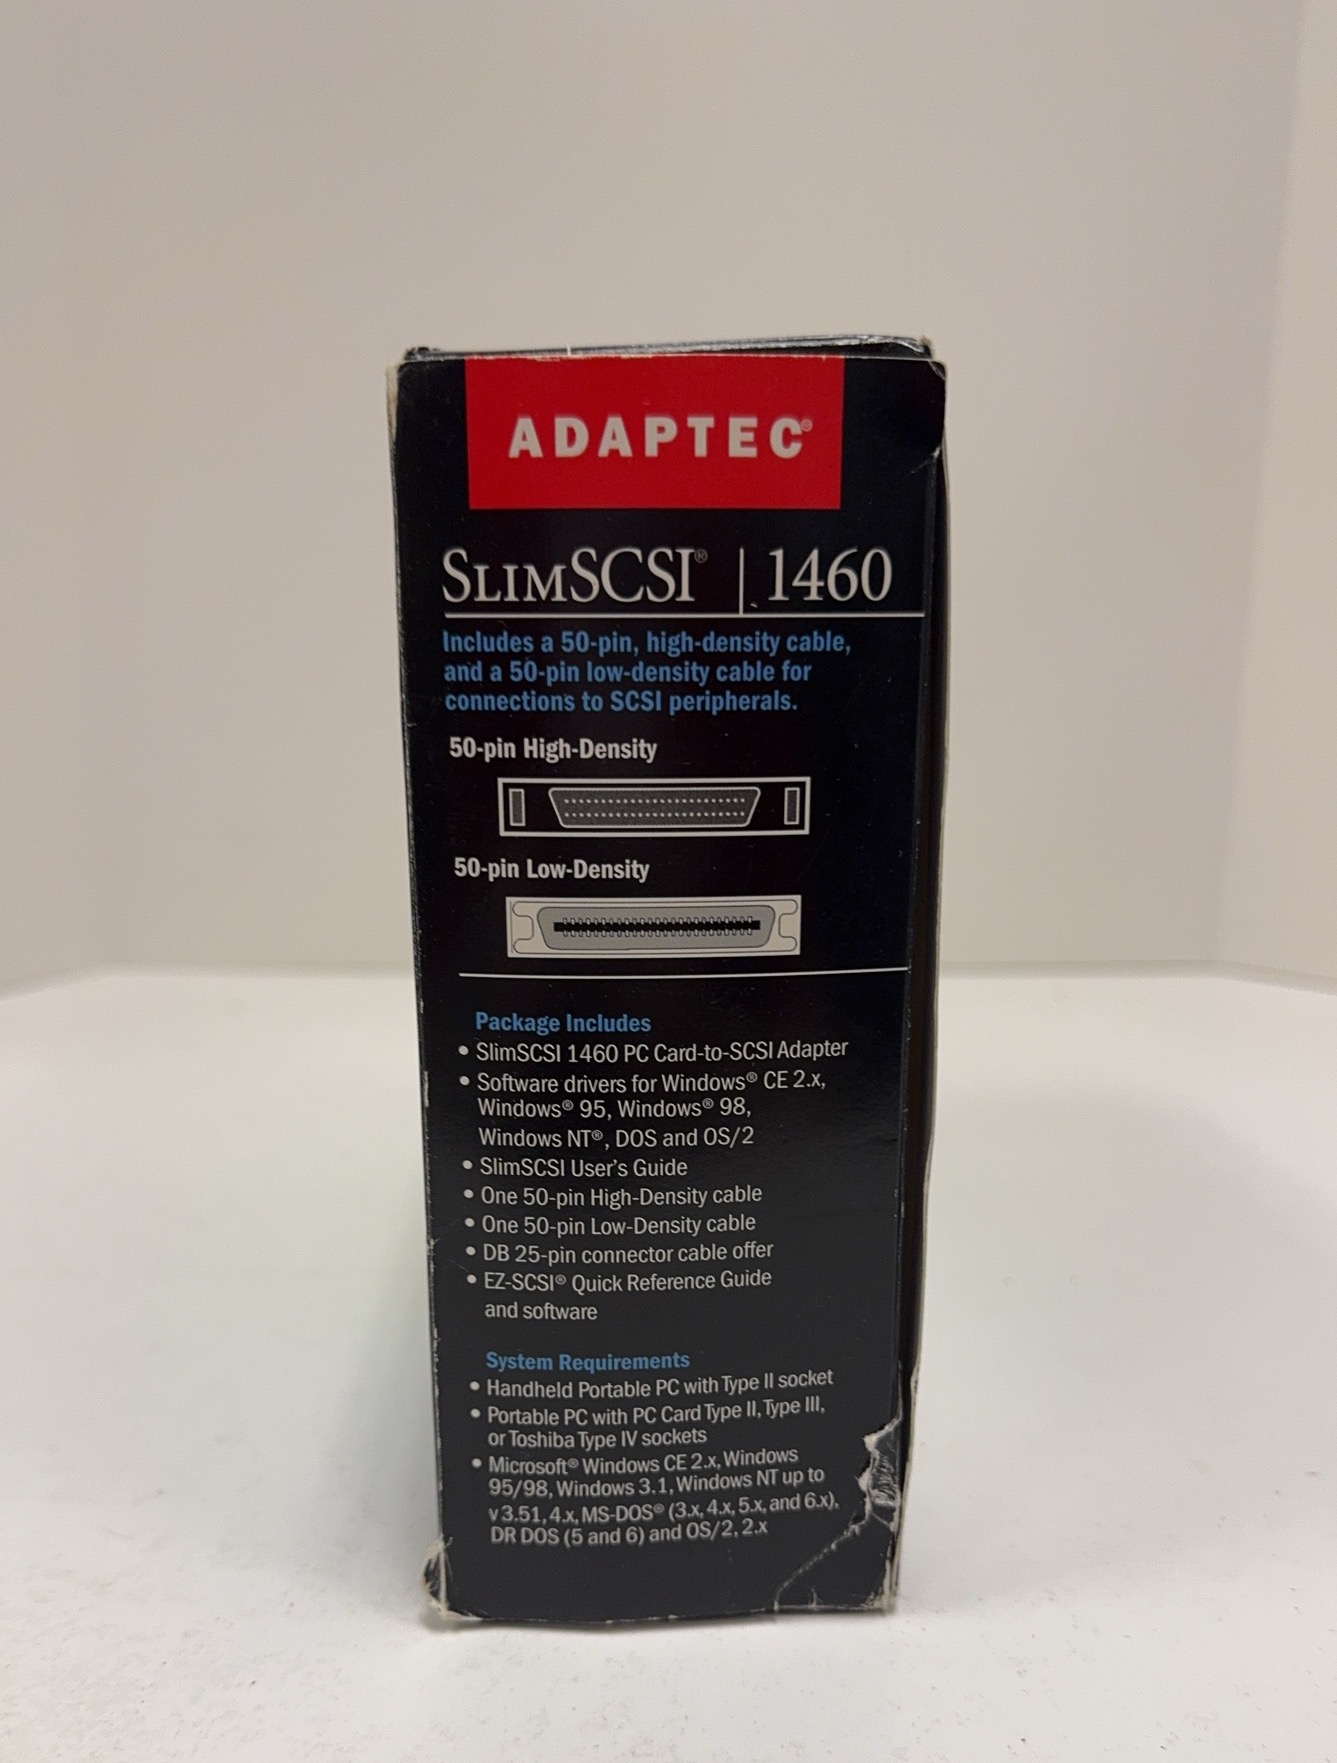 ADAPTEC®
SLIMSCSI® | 1460
Includes a 50-pin, high-density cable,
and a 50-pin low-density cable for
connections to SCSI peripherals.
50-pin High-Density
50-pin Low-Density
Package Includes
• SlimSCSI 1460 PC Card-to-SCSI Adapter
• Software drivers for Windows® CE 2.x,
Windows® 95, Windows® 98,
Windows NT®, DOS and OS/2
• SlimSCSI User's Guide
• One 50-pin High-Density cable
• One 50-pin Low-Density cable
• DB 25-pin connector cable offer
• EZ-SCSI® Quick Reference Guide
and software
System Requirements
• Handheld Portable PC with Type II socket
• Portable PC with PC Card Type II, Type III,
or Toshiba Type IV sockets
• Microsoft® Windows CE 2.x, Windows
95/98, Windows 3.1, Windows NT up to
v 3.51, 4.x, MS-DOS® (3.x, 4.x, 5.x, and 6.x),
DR DOS (5 and 6) and OS/2, 2.x